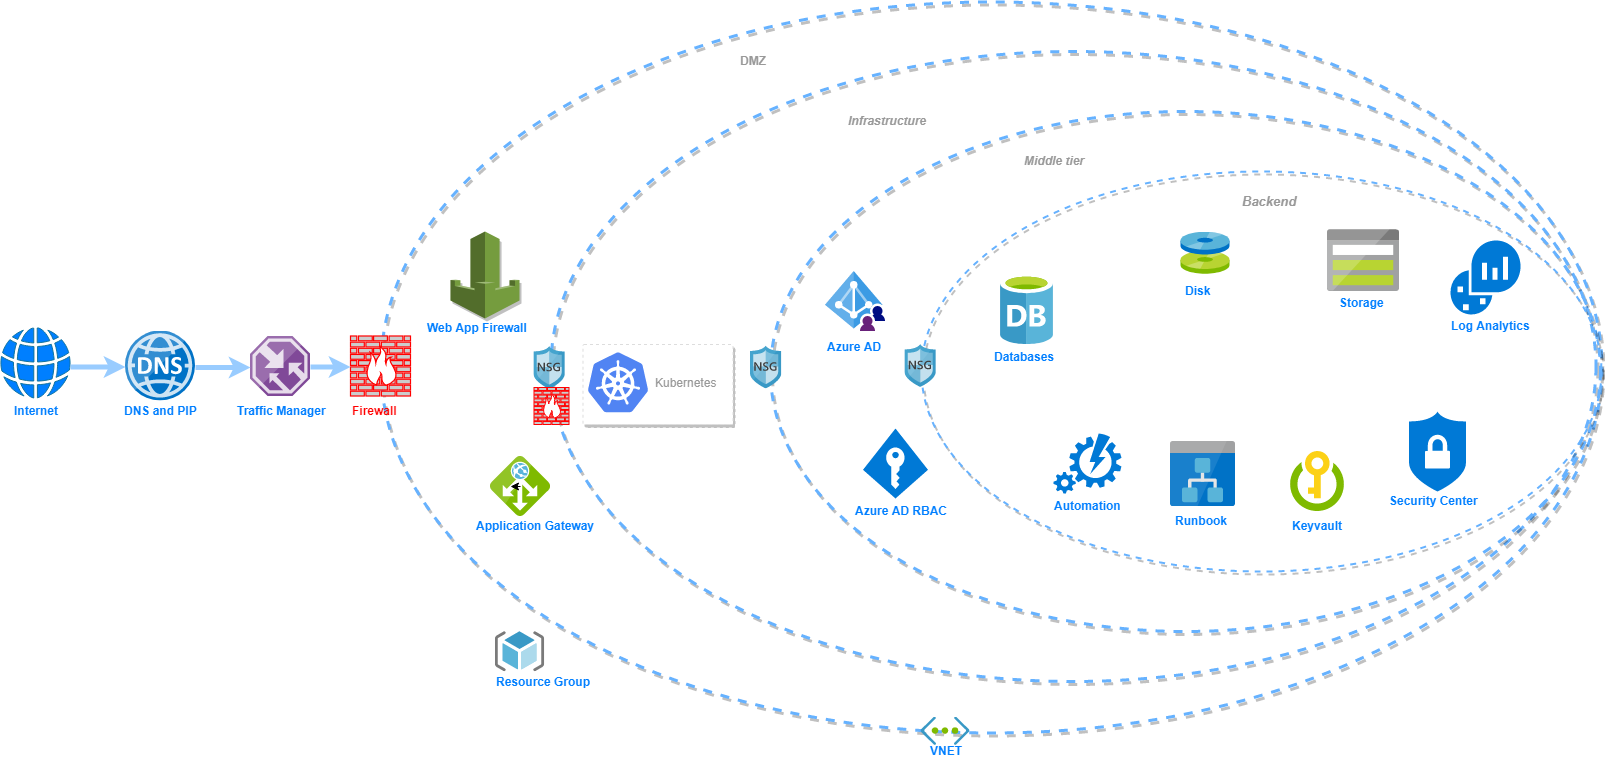 DMZ
Infrastructure
Middle tier
Backend
Web App Firewall
Azure AD
DB
Databases
Disk
Storage
Log Analytics
Internet
DNS
DNS and PIP
Traffic Manager
Firewall
NSG
Kubernetes
NSG
NSG
Application Gateway
Azure AD RBAC
Automation
Runbook
Keyvault
Security Center
Resource Group
VNET